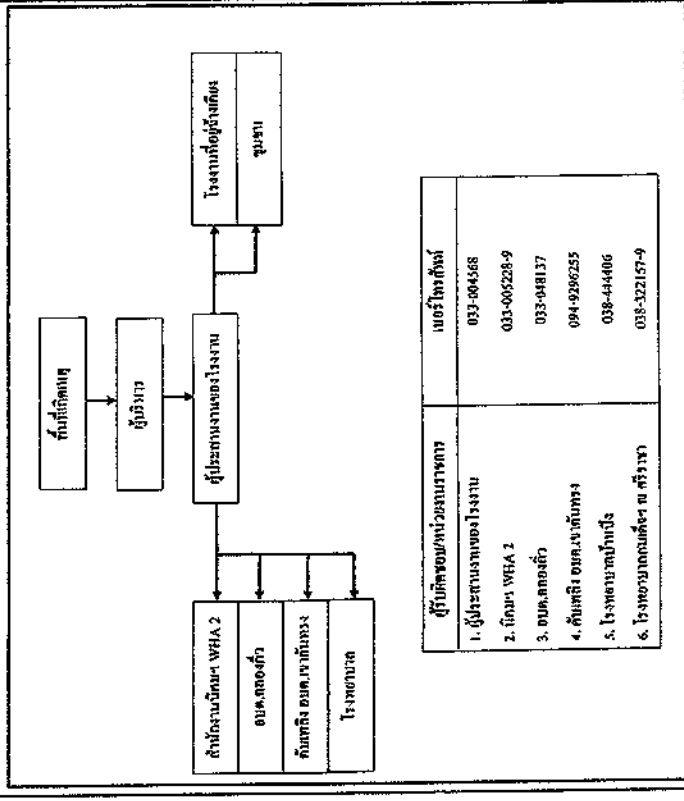 พื้นที่เกิดเหตุ
ผู้บริหาร
ผู้ประสานงานของโรงงาน
โรงงานที่อยู่ข้างเคียง
ชุมชน
สำนักงานนิคมฯ WHA 2
อบต.คลองกิ่ว
ดับเพลิง อบต.เขาคันทรง
โรงพยาบาล
ผู้รับผิดชอบ/หน่วยงานราชการ
เบอร์โทรศัพท์
1. ผู้ประสานงานของโรงงาน
033-004568
2. นิคมฯ WHA 2
033-005228-9
3. อบต.คลองกิ่ว
033-048137
4. ดับเพลิง อบต.เขาคันทรง
094-9296255
5. โรงพยาบาลบ้านบึง
038-444406
6. โรงพยาบาลสมเด็จฯ ณ ศรีราชา
038-322157-9